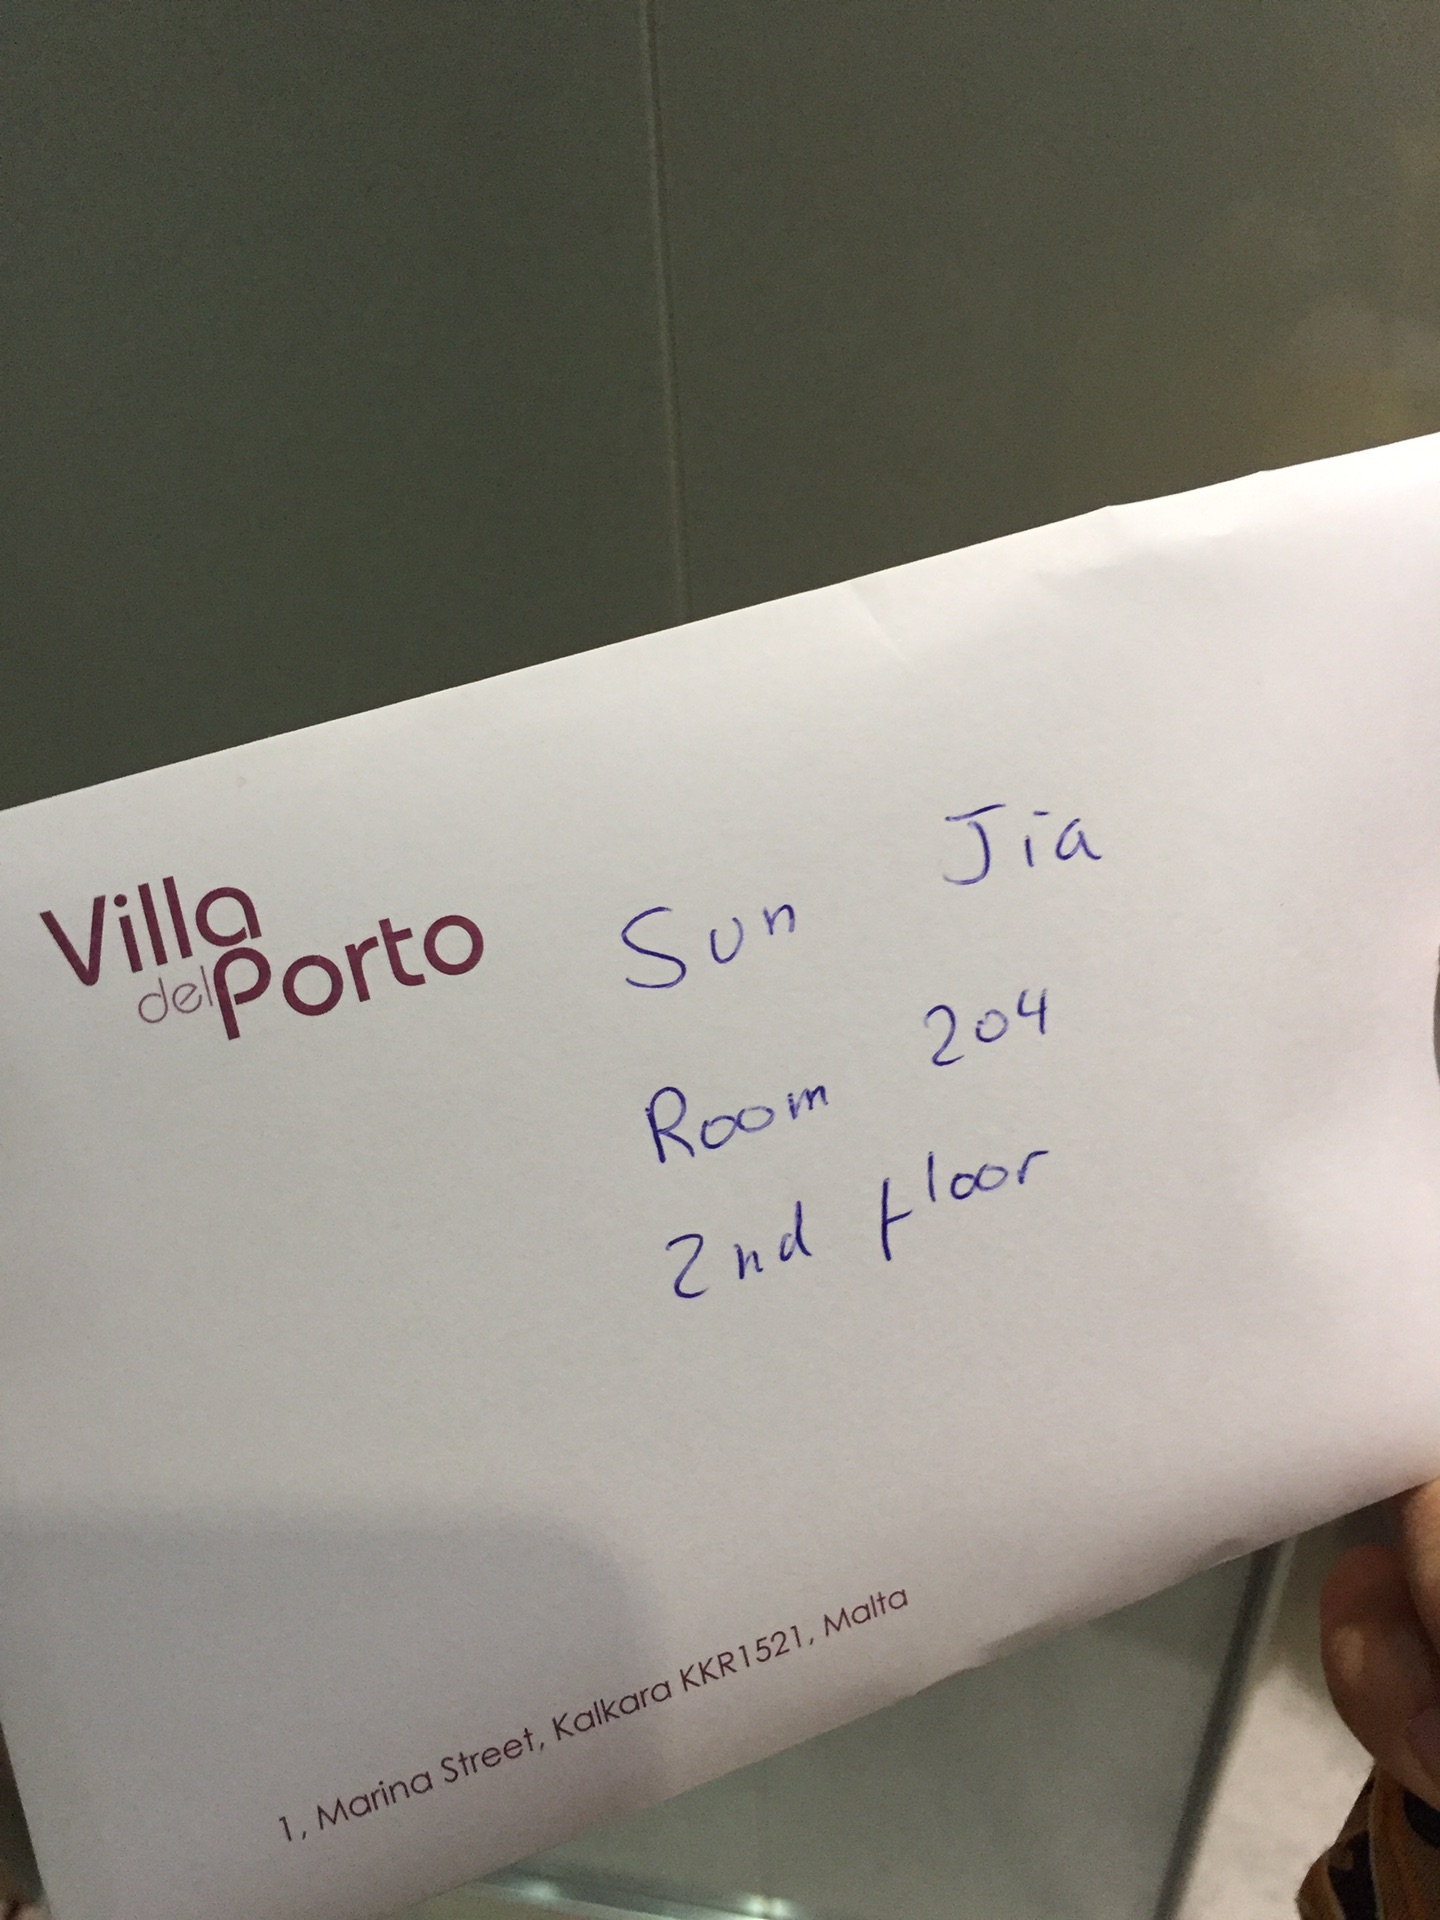 Villa
del Porto
Sun Jia
Room 204
2nd floor
1, Marina Street, Kalkara KKR1521, Malta